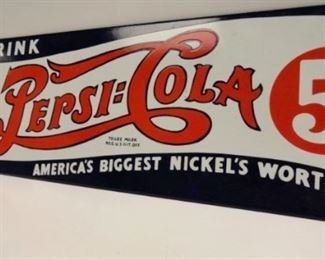 RINK
PEPSI=COLA 5
TRADE MARK
REG. U.S. PAT. OFF.
AMERICA'S BIGGEST NICKEL'S WORT